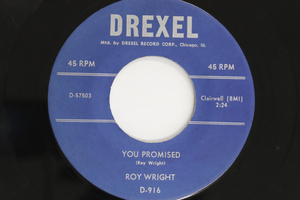 DREXEL
Mfd. by DREXEL RECORD CORP., Chicago, Ill.
45 RPM
45 RPM
D-57803
Clairwell [BMI]
2:24
YOU PROMISED
(Roy Wright)
ROY WRIGHT
D-916